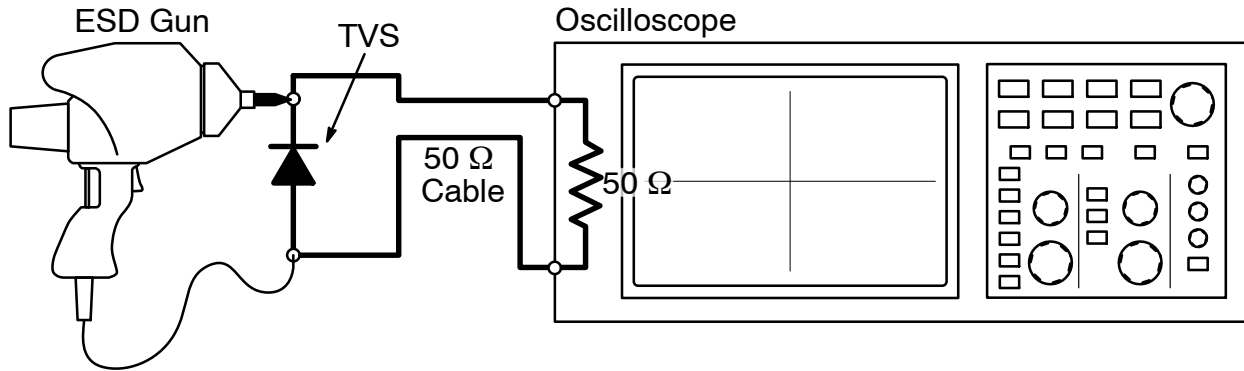 ESD Gun
TVS
Oscilloscope
50 Ω
Cable
50 Ω